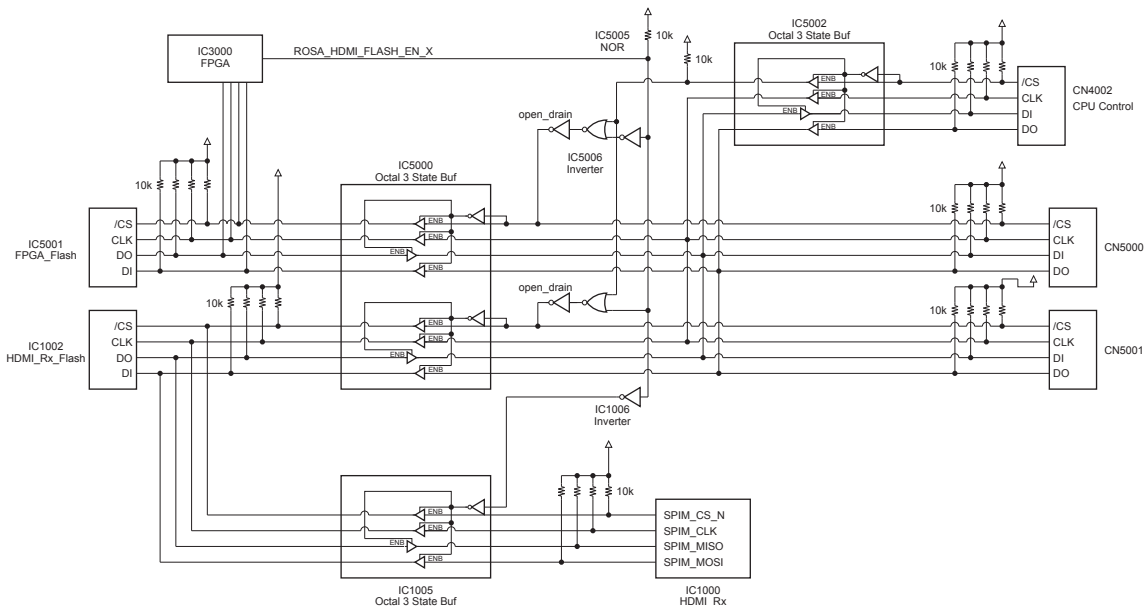 IC5002
Octal 3 State Buf
IC5005
NOR
10k
10k
IC3000
FPGA
ROSA_HDMI_FLASH_EN_X
ENB
ENB
ENB
ENB
10k
/CS
CLK
DI
DO
CN4002
CPU Control
open_drain
IC5006
Inverter
IC5000
Octal 3 State Buf
10k
10k
IC5001
FPGA_Flash
/CS
CLK
DO
DI
ENB
ENB
ENB
ENB
/CS
CLK
DI
DO
CN5000
open_drain
10k
10k
IC1002
HDMI_Rx_Flash
/CS
CLK
DO
DI
ENB
ENB
ENB
ENB
/CS
CLK
DI
DO
CN5001
IC1006
Inverter
10k
ENB
ENB
ENB
ENB
SPIM_CS_N
SPIM_CLK
SPIM_MISO
SPIM_MOSI
IC1005
Octal 3 State Buf
IC1000
HDMI_Rx